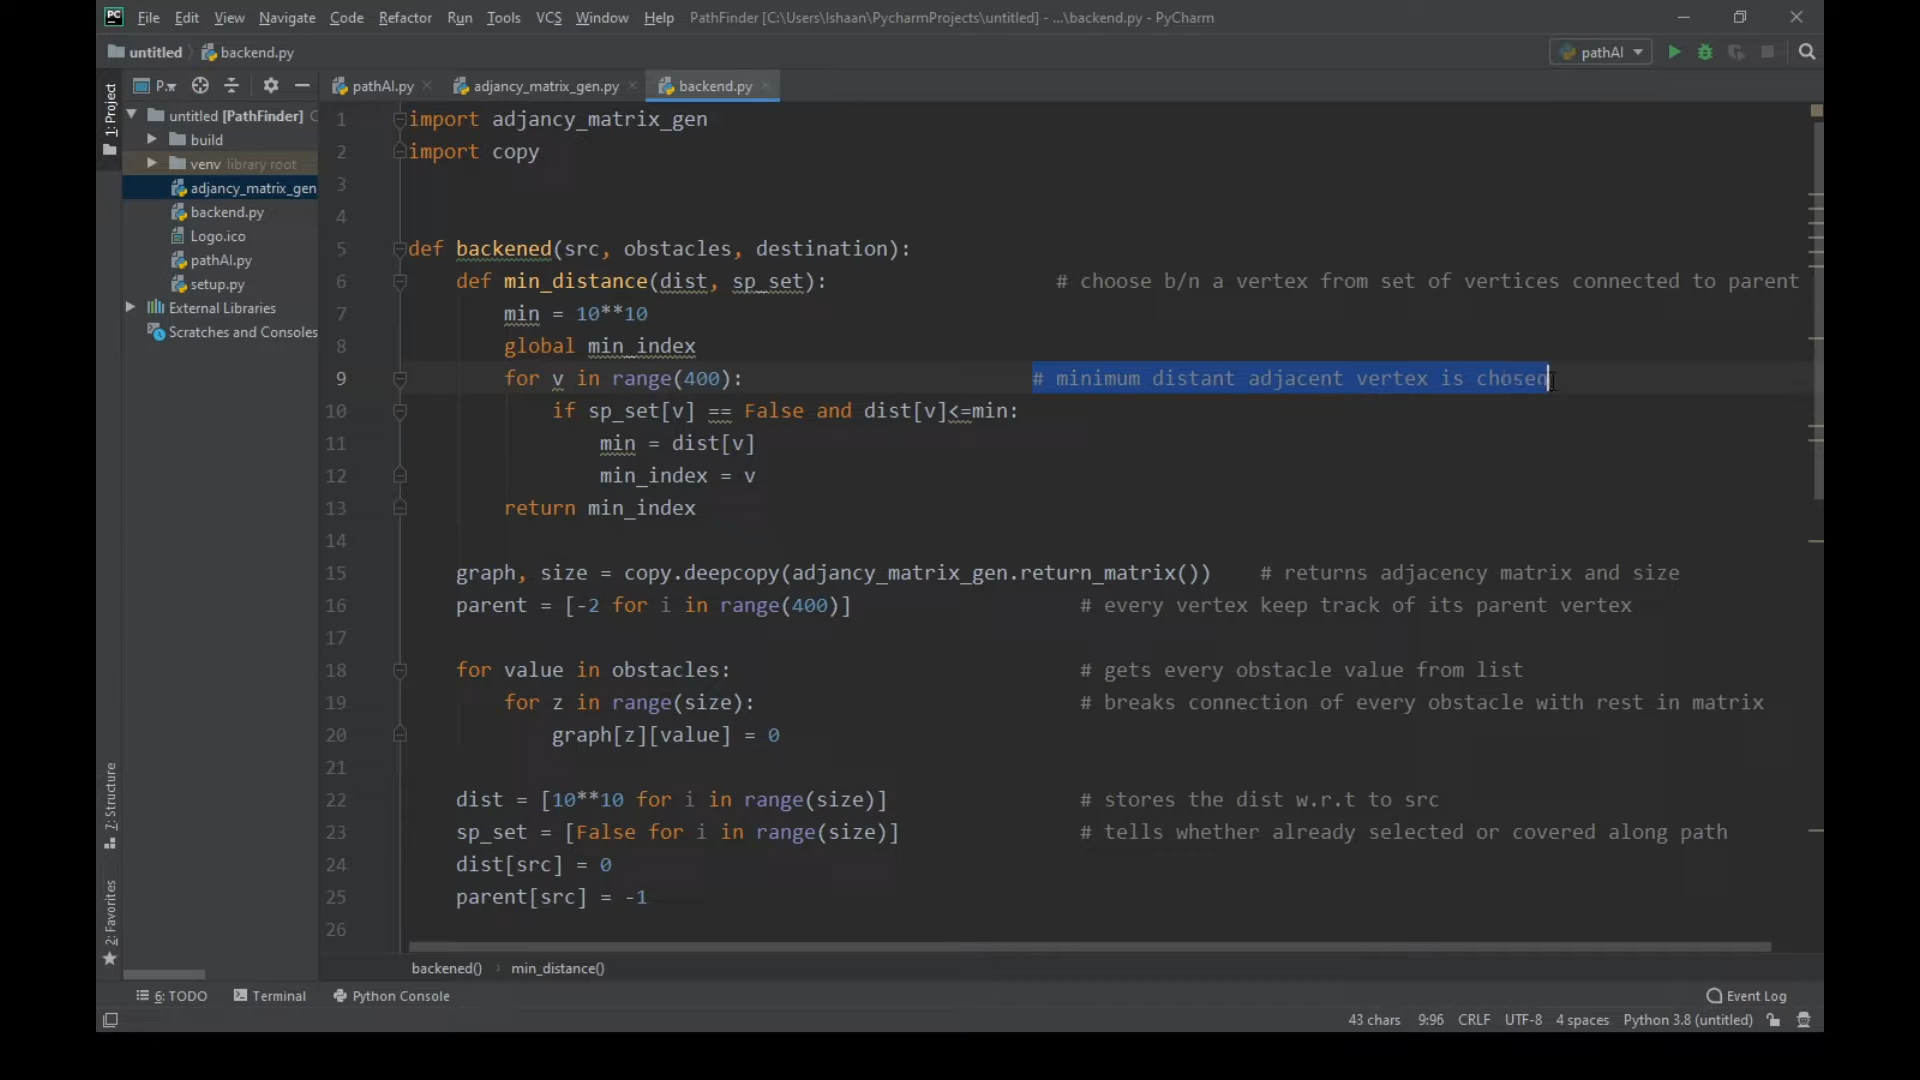 PC File Edit View Navigate Code Refactor Run Tools VCS Window Help PathFinder [C:\Users\Ishaan\PycharmProjects\untitled] - ...\backend.py - PyCharm
untitled backend.py pathAI
P.. pathAI.py adjancy_matrix_gen.py backend.py
1: Project
untitled [PathFinder] C
build
venv library root
adjancy_matrix_gen
backend.py
Logo.ico
pathAI.py
setup.py
External Libraries
Scratches and Consoles
7: Structure
2: Favorites
1 import adjancy_matrix_gen
2 import copy
3
4
5 def backened(src, obstacles, destination):
6 def min_distance(dist, sp_set): # choose b/n a vertex from set of vertices connected to parent
7 min = 10**10
8 global min_index
9 for v in range(400): # minimum distant adjacent vertex is chosen
10 if sp_set[v] == False and dist[v]<=min:
11 min = dist[v]
12 min_index = v
13 return min_index
14
15 graph, size = copy.deepcopy(adjancy_matrix_gen.return_matrix()) # returns adjacency matrix and size
16 parent = [-2 for i in range(400)] # every vertex keep track of its parent vertex
17
18 for value in obstacles: # gets every obstacle value from list
19 for z in range(size): # breaks connection of every obstacle with rest in matrix
20 graph[z][value] = 0
21
22 dist = [10**10 for i in range(size)] # stores the dist w.r.t to src
23 sp_set = [False for i in range(size)] # tells whether already selected or covered along path
24 dist[src] = 0
25 parent[src] = -1
26
backened() min_distance()
6: TODO Terminal Python Console Event Log
43 chars 9:96 CRLF UTF-8 4 spaces Python 3.8 (untitled)